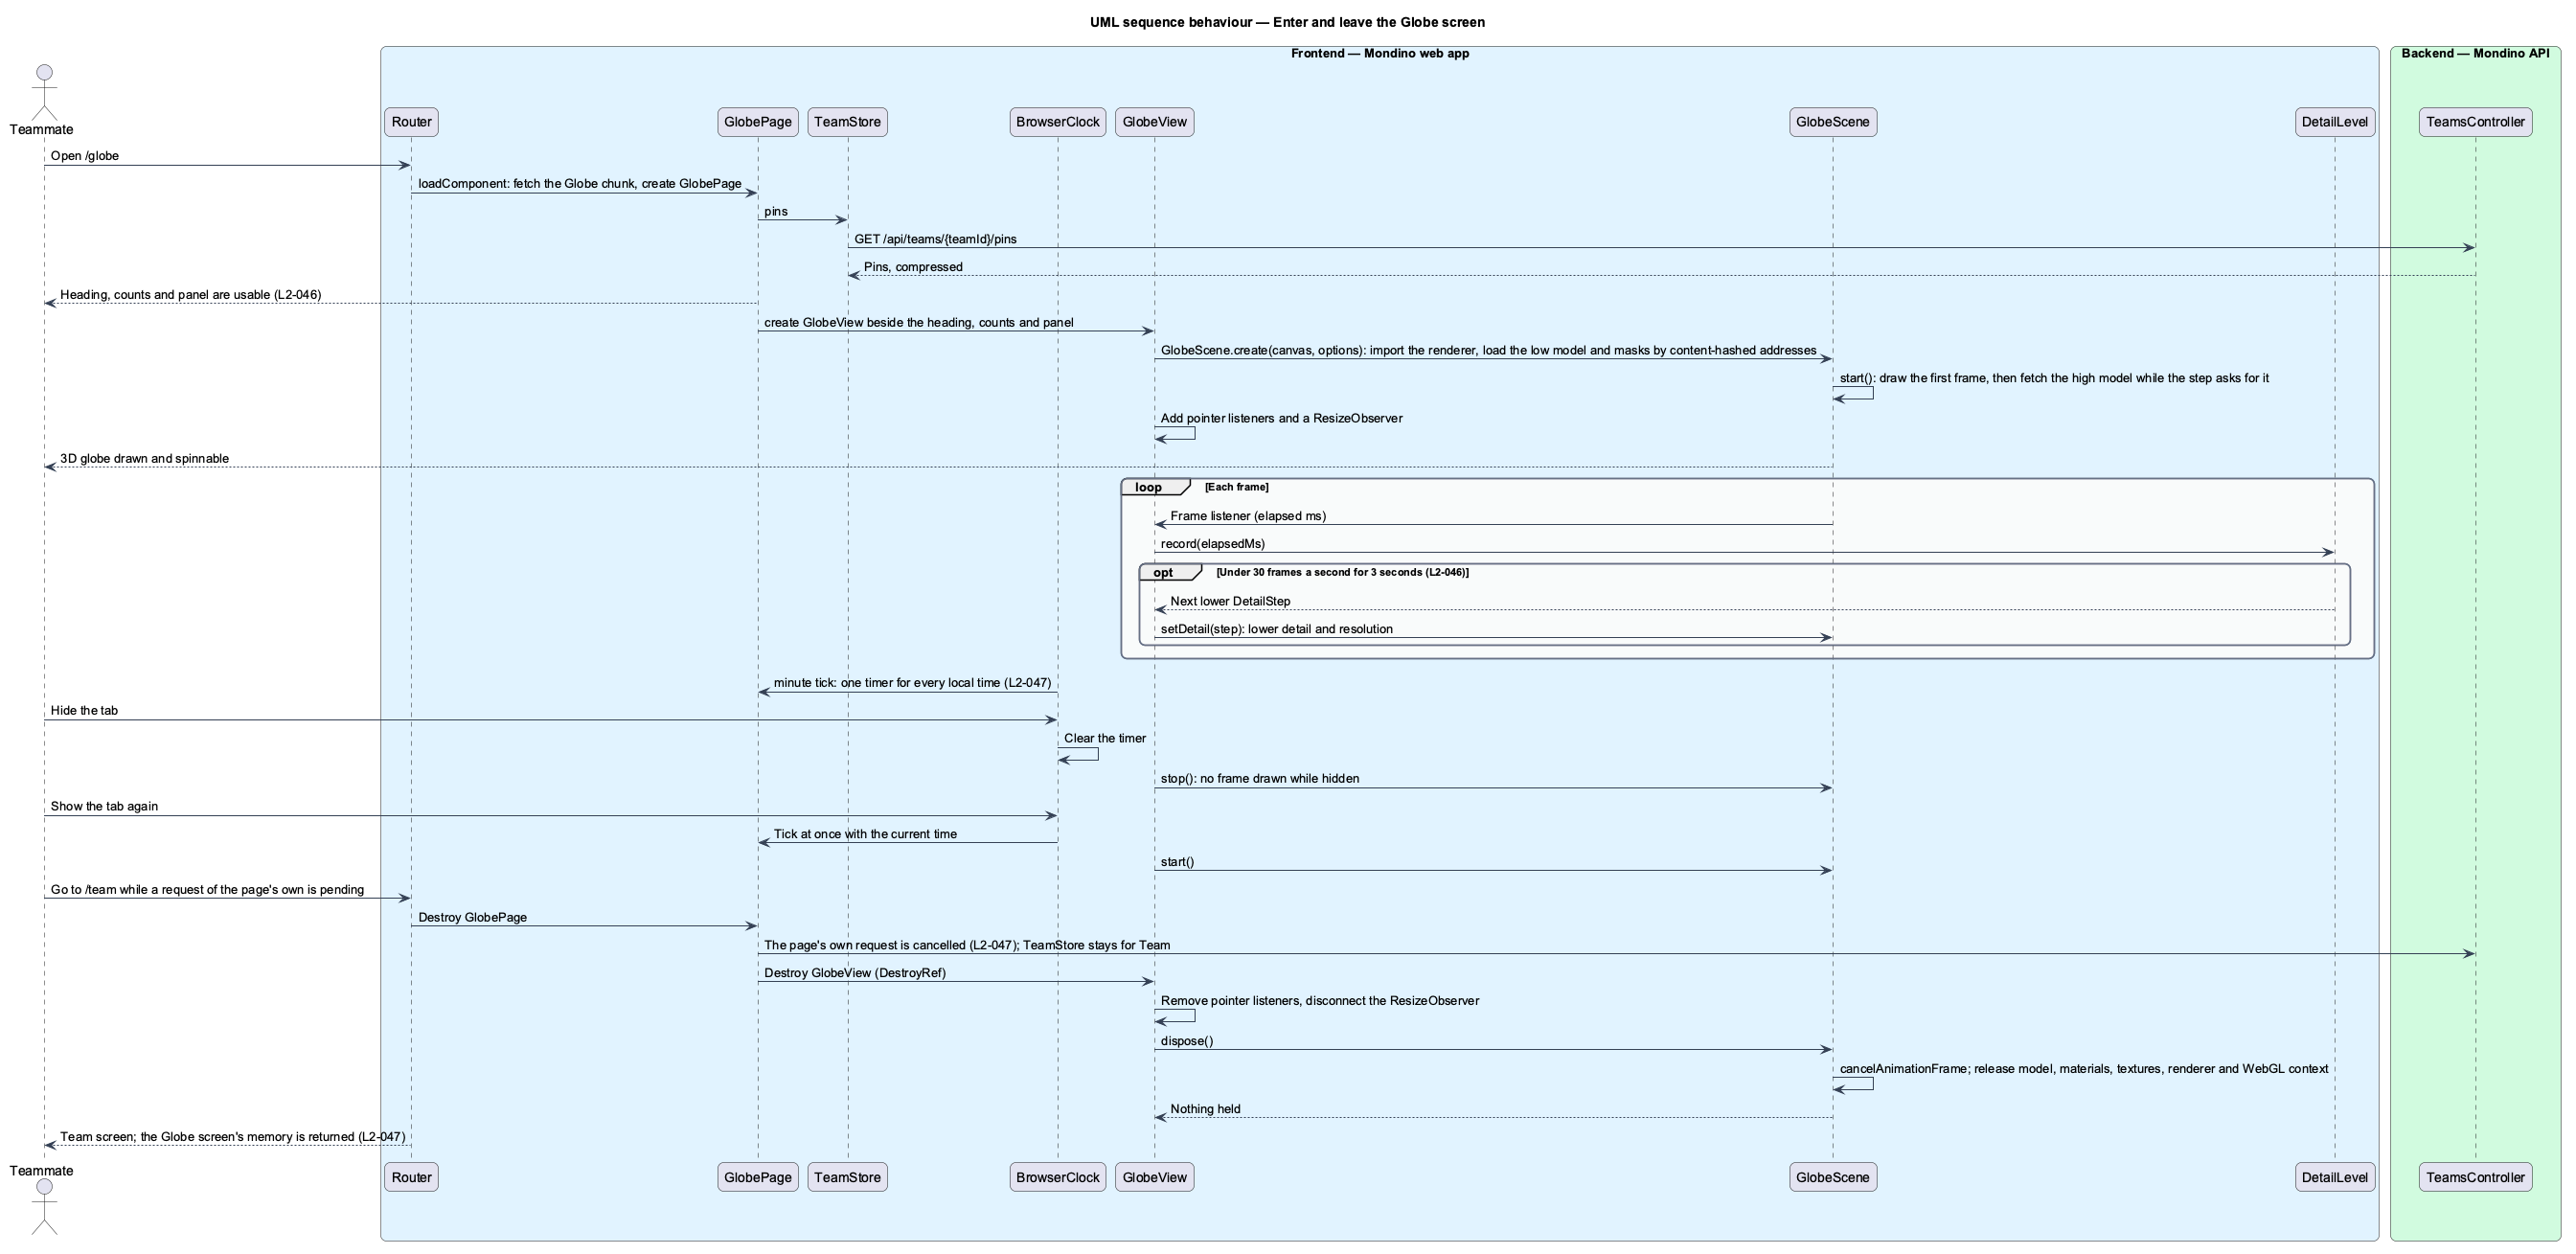 UML sequence behaviour — Enter and leave the Globe screen
Frontend — Mondino web app
Backend — Mondino API
Teammate
Router
GlobePage
TeamStore
BrowserClock
GlobeView
GlobeScene
DetailLevel
TeamsController
Open /globe
loadComponent: fetch the Globe chunk, create GlobePage
pins
GET /api/teams/{teamId}/pins
Pins, compressed
Heading, counts and panel are usable (L2-046)
create GlobeView beside the heading, counts and panel
GlobeScene.create(canvas, options): import the renderer, load the low model and masks by content-hashed addresses
start(): draw the first frame, then fetch the high model while the step asks for it
Add pointer listeners and a ResizeObserver
3D globe drawn and spinnable
loop
[Each frame]
Frame listener (elapsed ms)
record(elapsedMs)
opt
[Under 30 frames a second for 3 seconds (L2-046)]
Next lower DetailStep
setDetail(step): lower detail and resolution
minute tick: one timer for every local time (L2-047)
Hide the tab
Clear the timer
stop(): no frame drawn while hidden
Show the tab again
Tick at once with the current time
start()
Go to /team while a request of the page's own is pending
Destroy GlobePage
The page's own request is cancelled (L2-047); TeamStore stays for Team
Destroy GlobeView (DestroyRef)
Remove pointer listeners, disconnect the ResizeObserver
dispose()
cancelAnimationFrame; release model, materials, textures, renderer and WebGL context
Nothing held
Team screen; the Globe screen's memory is returned (L2-047)
Teammate
Router
GlobePage
TeamStore
BrowserClock
GlobeView
GlobeScene
DetailLevel
TeamsController